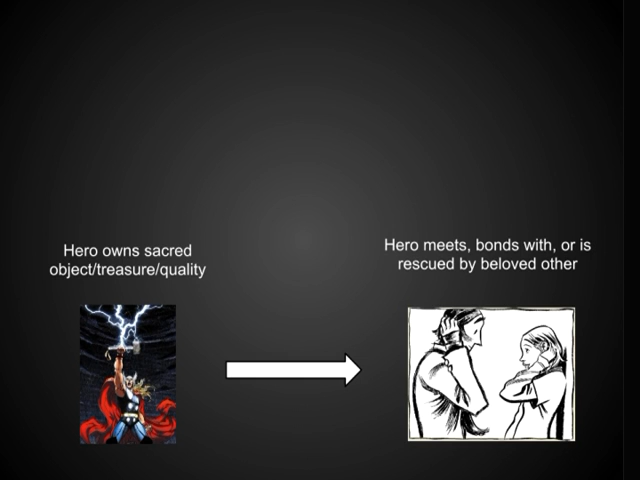 Hero owns sacred
object/treasure/quality
Hero meets, bonds with, or is
rescued by beloved other